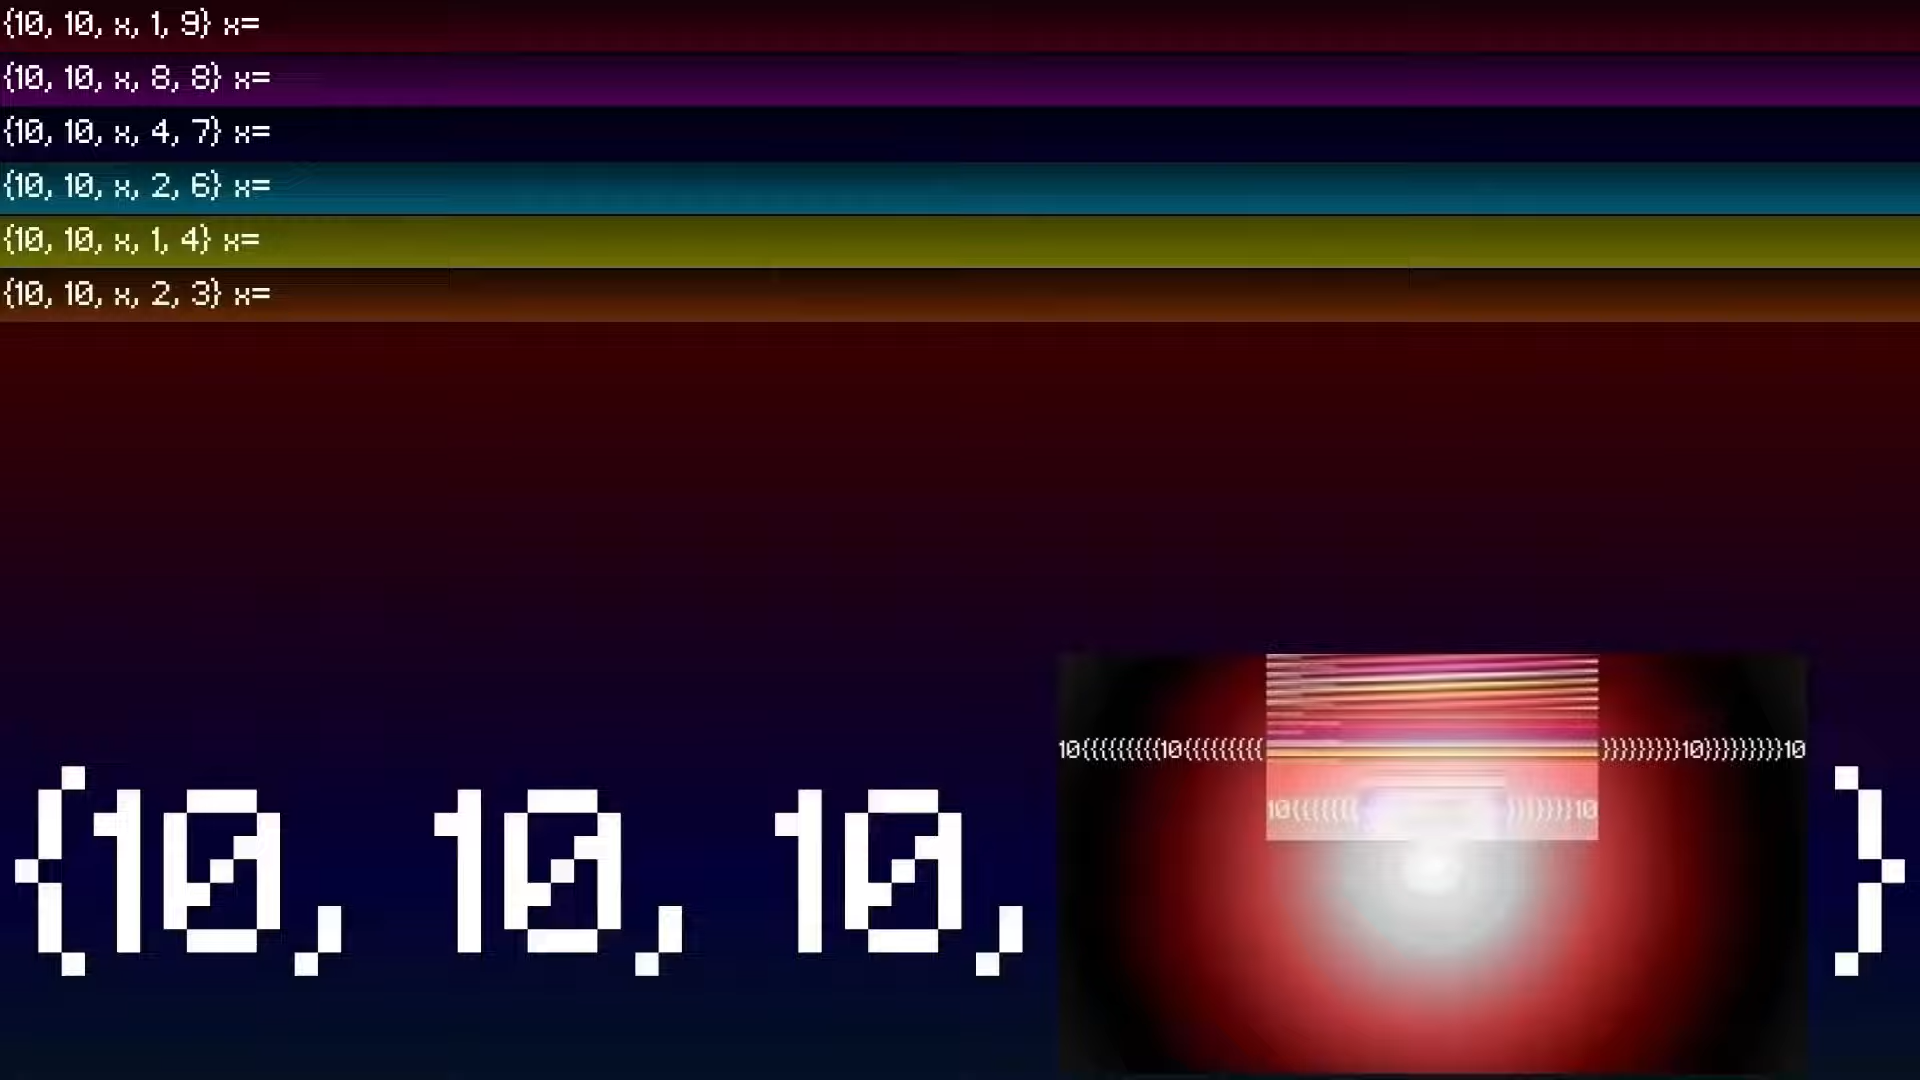 {10, 10, x, 1, 9} x=
{10, 10, x, 8, 8} x=
{10, 10, x, 4, 7} x=
{10, 10, x, 2, 6} x=
{10, 10, x, 1, 4} x=
{10, 10, x, 2, 3} x=
10{{{{{{{{{10{{{{{{{{{ }}}}}}}}}10}}}}}}}}}10
10{{{{{{{ }}}}}}}10
{10, 10, 10, }